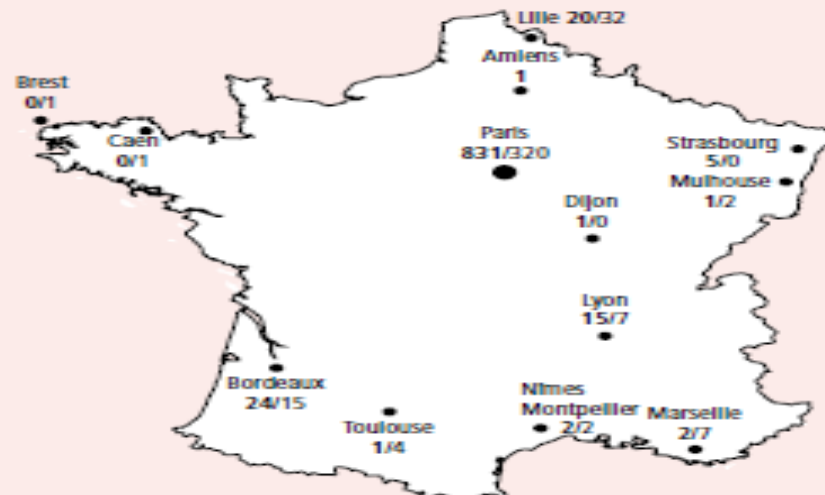 Lille 20/32
Amiens
1
Brest
0/1
Caen
0/1
Paris
831/320
Strasbourg
5/0
Mulhouse
1/2
Dijon
1/0
Lyon
15/7
Bordeaux
24/15
Toulouse
1/4
Nîmes
Montpellier
2/2
Marseille
2/7